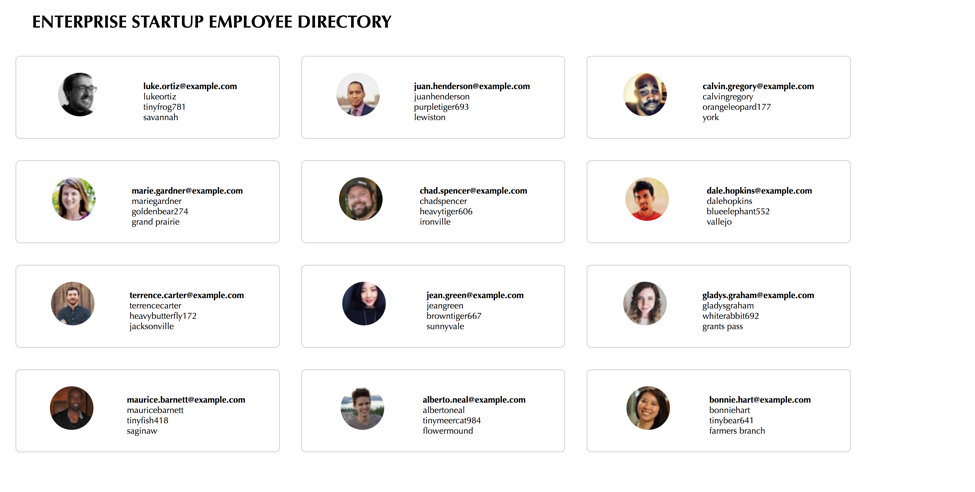 ENTERPRISE STARTUP EMPLOYEE DIRECTORY
luke.ortiz@example.com
lukeortiz
tinyfrog781
savannah
juan.henderson@example.com
juanhenderson
purpletiger693
lewiston
calvin.gregory@example.com
calvingregory
orangeleopard177
york
marie.gardner@example.com
mariegardner
goldenbear274
grand prairie
chad.spencer@example.com
chadspencer
heavytiger606
ironville
dale.hopkins@example.com
dalehopkins
blueelephant552
vallejo
terrence.carter@example.com
terrencecarter
heavybutterfly172
jacksonville
jean.green@example.com
jeangreen
browntiger667
sunnyvale
gladys.graham@example.com
gladysgraham
whiterabbit692
grants pass
maurice.barnett@example.com
mauricebarnett
tinyfish418
saginaw
alberto.neal@example.com
albertoneal
tinymeercat984
flowermound
bonnie.hart@example.com
bonniehart
tinybear641
farmers branch